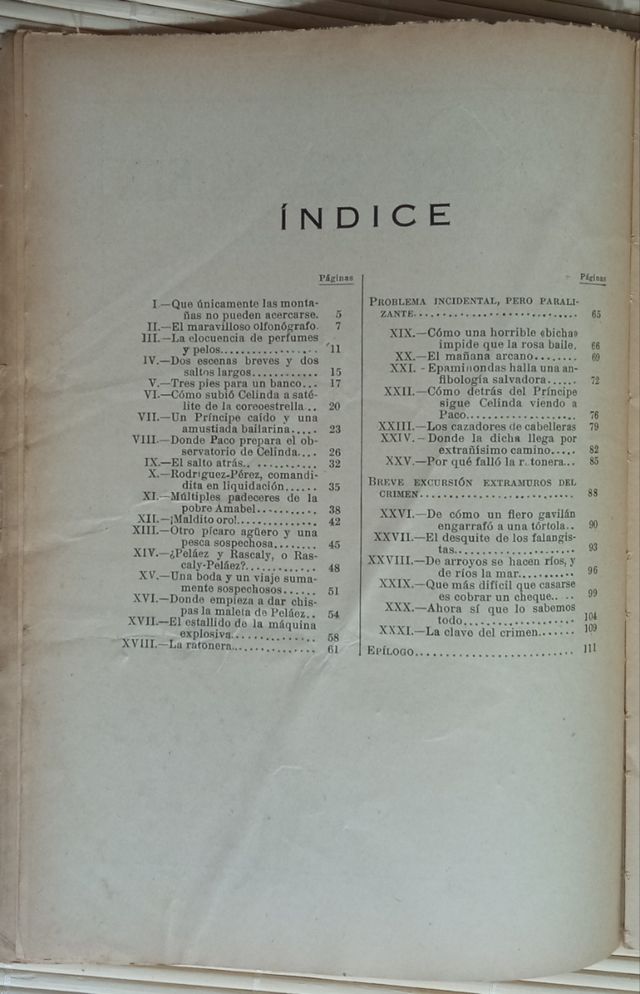 ÍNDICE
Páginas
I.—Que únicamente las monta-
ñas no pueden acercarse. 5
II.—El maravilloso olfonógrafo. 7
III.—La elocuencia de perfumes
y pelos................. 11
IV.—Dos escenas breves y dos
saltos largos............ 15
V.—Tres pies para un banco... 17
VI.—Cómo subió Celinda a saté-
lite de la coreoestrella.. 20
VII.—Un Príncipe caído y una
amustiada bailarina..... 23
VIII.—Donde Paco prepara el ob-
servatorio de Celinda.... 26
IX.—El salto atrás.. .......... 32
X.—Rodríguez-Pérez, comandi-
dita en liquidación...... 35
XI.—Múltiples padeceres de la
pobre Amabel........... 38
XII.—¡Maldito oro!.............. 42
XIII.—Otro pícaro agüero y una
pesca sospechosa........ 45
XIV.—¿Peláez y Rascaly, o Ras-
caly-Peláez?............. 48
XV.—Una boda y un viaje suma-
mente sospechosos...... 51
XVI.—Donde empieza a dar chis-
pas la maleta de Peláez.. 54
XVII.—El estallido de la máquina
explosiva............... 58
XVIII.—La ratonera............... 61
Páginas
PROBLEMA INCIDENTAL, PERO PARALI-
ZANTE............................ 65
XIX.—Cómo una horrible «bicha»
impide que la rosa baile. 66
XX.—El mañana arcano........ 69
XXI.-Epaminondas halla una an-
fibología salvadora...... 72
XXII.—Cómo detrás del Príncipe
sigue Celinda viendo a
Paco.................... 76
XXIII.—Los cazadores de cabelleras 79
XXIV.-Donde la dicha llega por
extrañísimo camino..... 82
XXV.—Por qué falló la r.tonera.. 85
BREVE EXCURSIÓN EXTRAMUROS DEL
CRIMEN........................... 88
XXVI.—De cómo un fiero gavilán
engarrafó a una tórtola.. 90
XXVII.—El desquite de los falangis-
tas...................... 93
XXVIII.—De arroyos se hacen ríos, y
de ríos la mar.......... 96
XXIX.—Que más difícil que casarse
es cobrar un cheque.. .. 99
XXX.—Ahora sí que lo sabemos
todo.................... 104
XXXI.—La clave del crimen....... 109
EPÍLOGO............................ 111